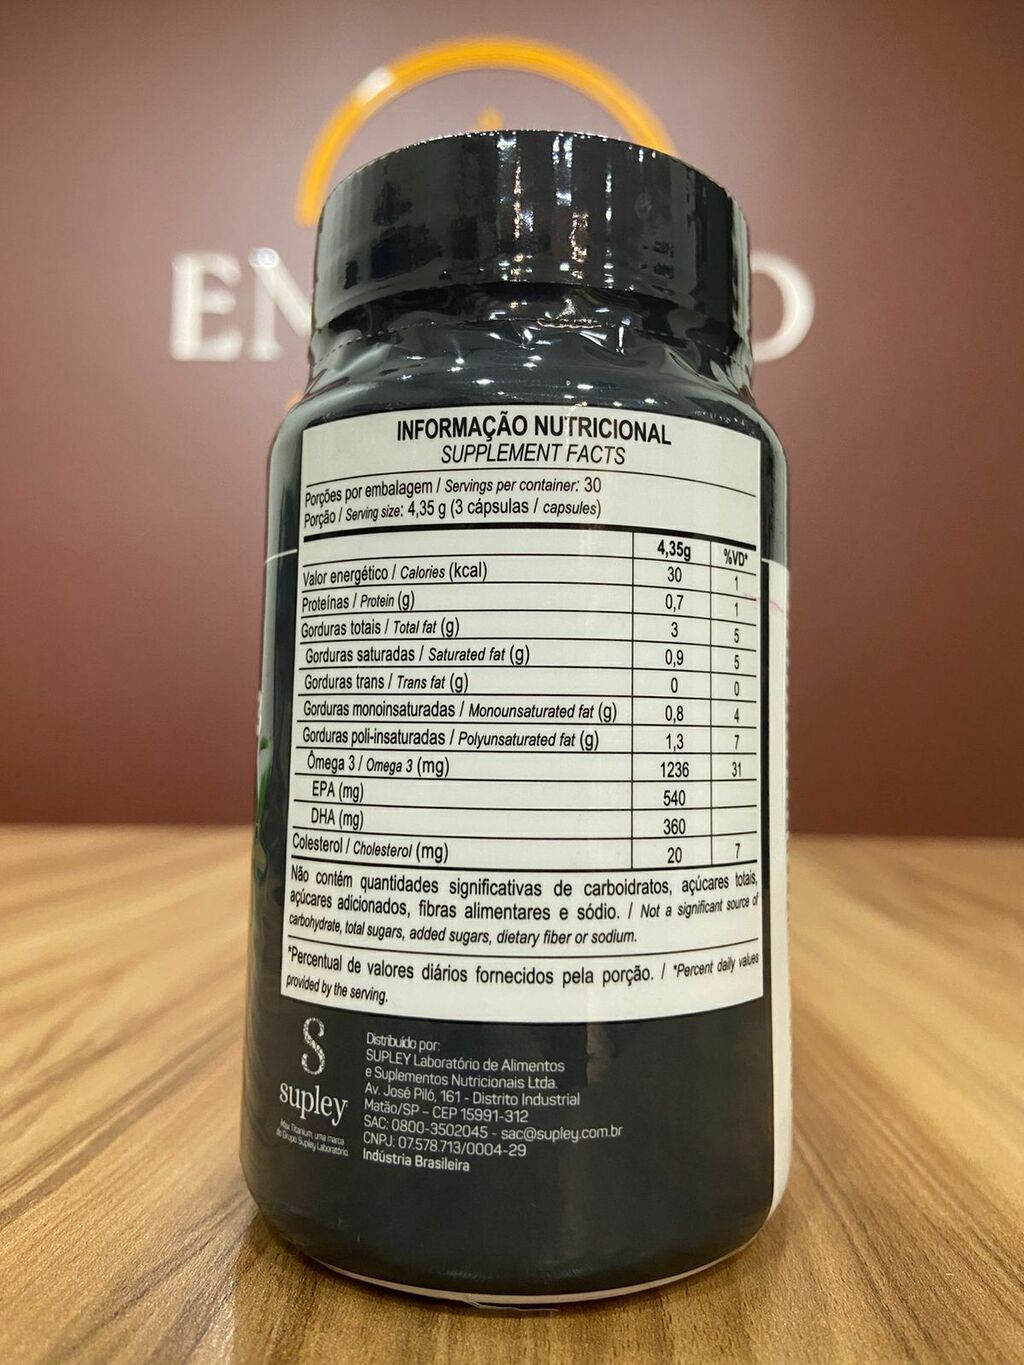 INFORMAÇÃO NUTRICIONAL
SUPPLEMENT FACTS
Porções por embalagem / Servings per container: 30
Porção / Serving size: 4,35 g (3 cápsulas / capsules)
4,35g %VD*
Valor energético / Calories (kcal) 30 1
Proteínas / Protein (g) 0,7 1
Gorduras totais / Total fat (g) 3 5
Gorduras saturadas / Saturated fat (g) 0,9 5
Gorduras trans / Trans fat (g) 0 0
Gorduras monoinsaturadas / Monounsaturated fat (g) 0,8 4
Gorduras poli-insaturadas / Polyunsaturated fat (g) 1,3 7
Ômega 3 / Omega 3 (mg) 1236 31
EPA (mg) 540
DHA (mg) 360
Colesterol / Cholesterol (mg) 20 7
Não contém quantidades significativas de carboidratos, açúcares totais,
açúcares adicionados, fibras alimentares e sódio. / Not a significant source of
carbohydrate, total sugars, added sugars, dietary fiber or sodium.
*Percentual de valores diários fornecidos pela porção. / *Percent daily values
provided by the serving.
supley
Max Titanium, uma marca
do Grupo Supley Laboratório.
Distribuído por:
SUPLEY Laboratório de Alimentos
e Suplementos Nutricionais Ltda.
Av. José Piló, 161 - Distrito Industrial
Matão/SP – CEP 15991-312
SAC: 0800-3502045 - sac@supley.com.br
CNPJ: 07.578.713/0004-29
Indústria Brasileira